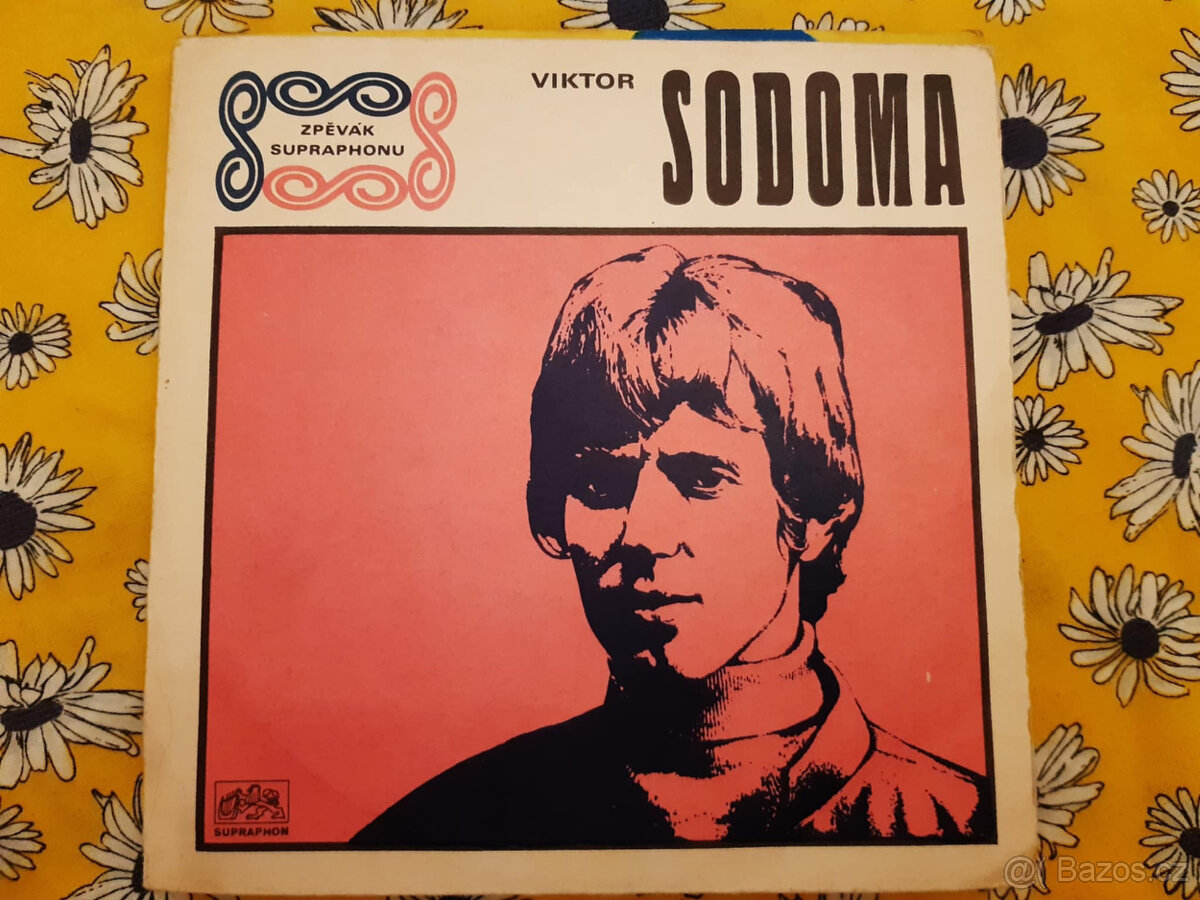 ZPĚVÁK
SUPRAPHONU
VIKTOR
SODOMA
SUPRAPHON
@( Bazos.cz